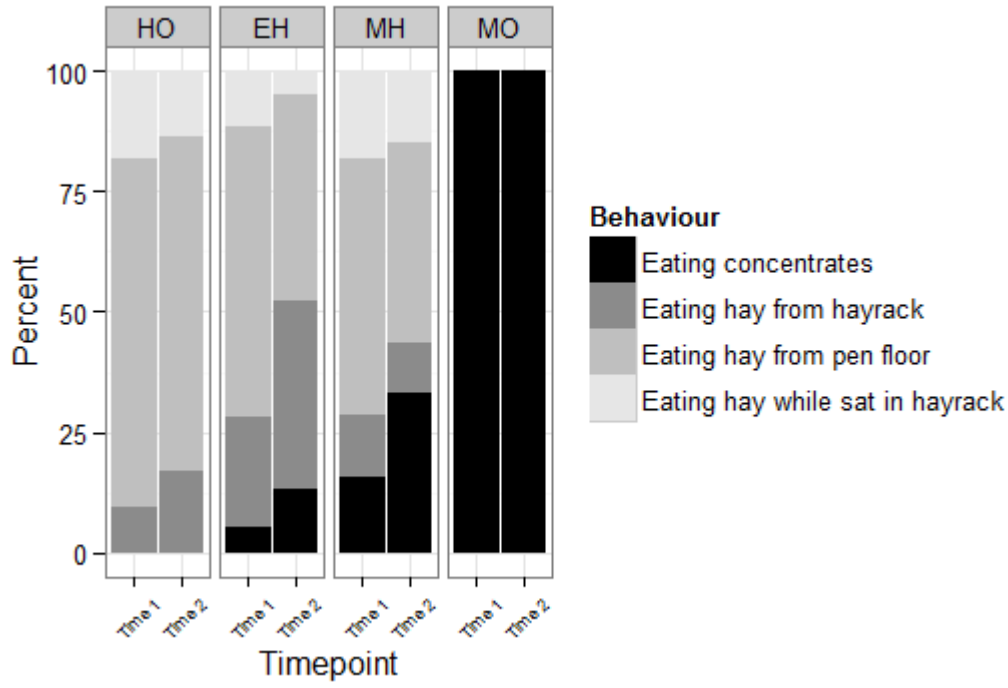 HO EH MH MO
100
75
50
25
0
Percent
Time 1 Time 2 Time 1 Time 2 Time 1 Time 2 Time 1 Time 2
Timepoint
Behaviour
Eating concentrates
Eating hay from hayrack
Eating hay from pen floor
Eating hay while sat in hayrack